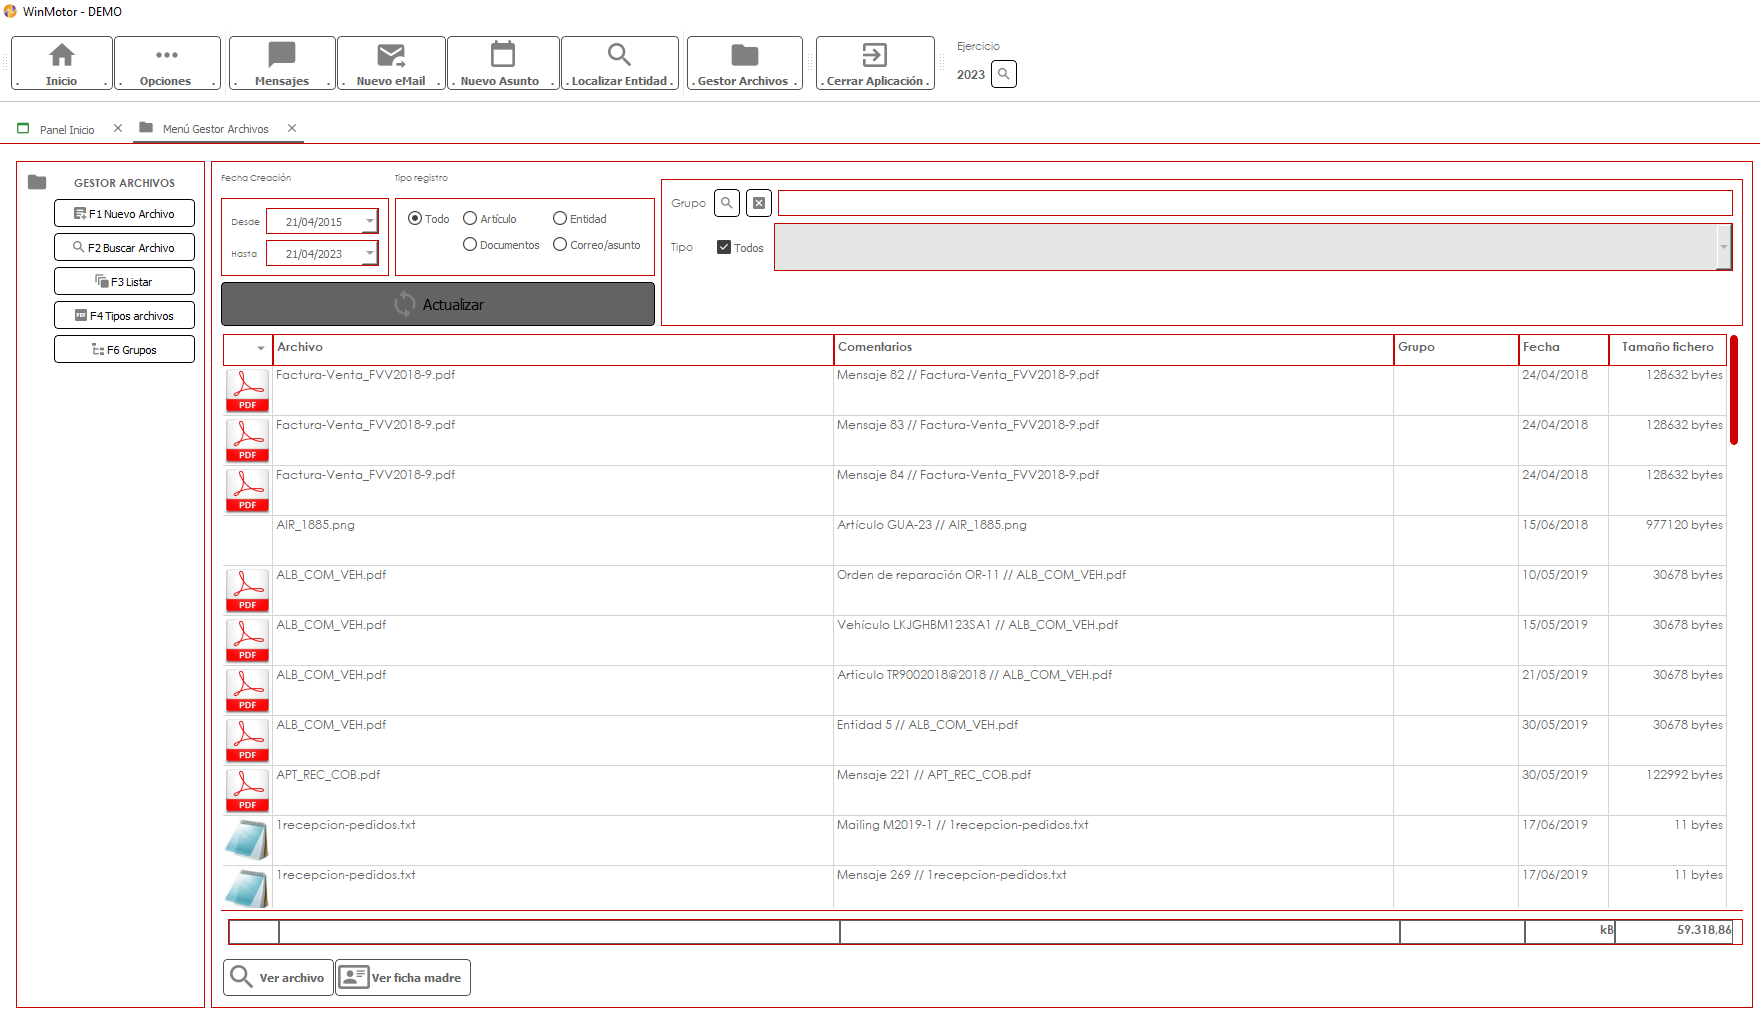 WinMotor - DEMO
Inicio
Opciones
Mensajes
Nuevo eMail
Nuevo Asunto
Localizar Entidad
Gestor Archivos
Cerrar Aplicación
Ejercicio
2023
Panel Inicio
Menú Gestor Archivos
GESTOR ARCHIVOS
F1 Nuevo Archivo
F2 Buscar Archivo
F3 Listar
F4 Tipos archivos
F6 Grupos
Fecha Creación
Desde 21/04/2015
Hasta 21/04/2023
Tipo registro
Todo Artículo Entidad
Documentos Correo/asunto
Actualizar
Grupo
Tipo Todos
Archivo Comentarios Grupo Fecha Tamaño fichero
PDF Factura-Venta_FVV2018-9.pdf Mensaje 82 // Factura-Venta_FVV2018-9.pdf 24/04/2018 128632 bytes
PDF Factura-Venta_FVV2018-9.pdf Mensaje 83 // Factura-Venta_FVV2018-9.pdf 24/04/2018 128632 bytes
PDF Factura-Venta_FVV2018-9.pdf Mensaje 84 // Factura-Venta_FVV2018-9.pdf 24/04/2018 128632 bytes
AIR_1885.png Artículo GUA-23 // AIR_1885.png 15/06/2018 977120 bytes
PDF ALB_COM_VEH.pdf Orden de reparación OR-11 // ALB_COM_VEH.pdf 10/05/2019 30678 bytes
PDF ALB_COM_VEH.pdf Vehículo LKJGHBM123SA1 // ALB_COM_VEH.pdf 15/05/2019 30678 bytes
PDF ALB_COM_VEH.pdf Articulo TR9002018@2018 // ALB_COM_VEH.pdf 21/05/2019 30678 bytes
PDF ALB_COM_VEH.pdf Entidad 5 // ALB_COM_VEH.pdf 30/05/2019 30678 bytes
PDF APT_REC_COB.pdf Mensaje 221 // APT_REC_COB.pdf 30/05/2019 122992 bytes
1recepcion-pedidos.txt Mailing M2019-1 // 1recepcion-pedidos.txt 17/06/2019 11 bytes
1recepcion-pedidos.txt Mensaje 269 // 1recepcion-pedidos.txt 17/06/2019 11 bytes
kB 59.318,86
Ver archivo
Ver ficha madre